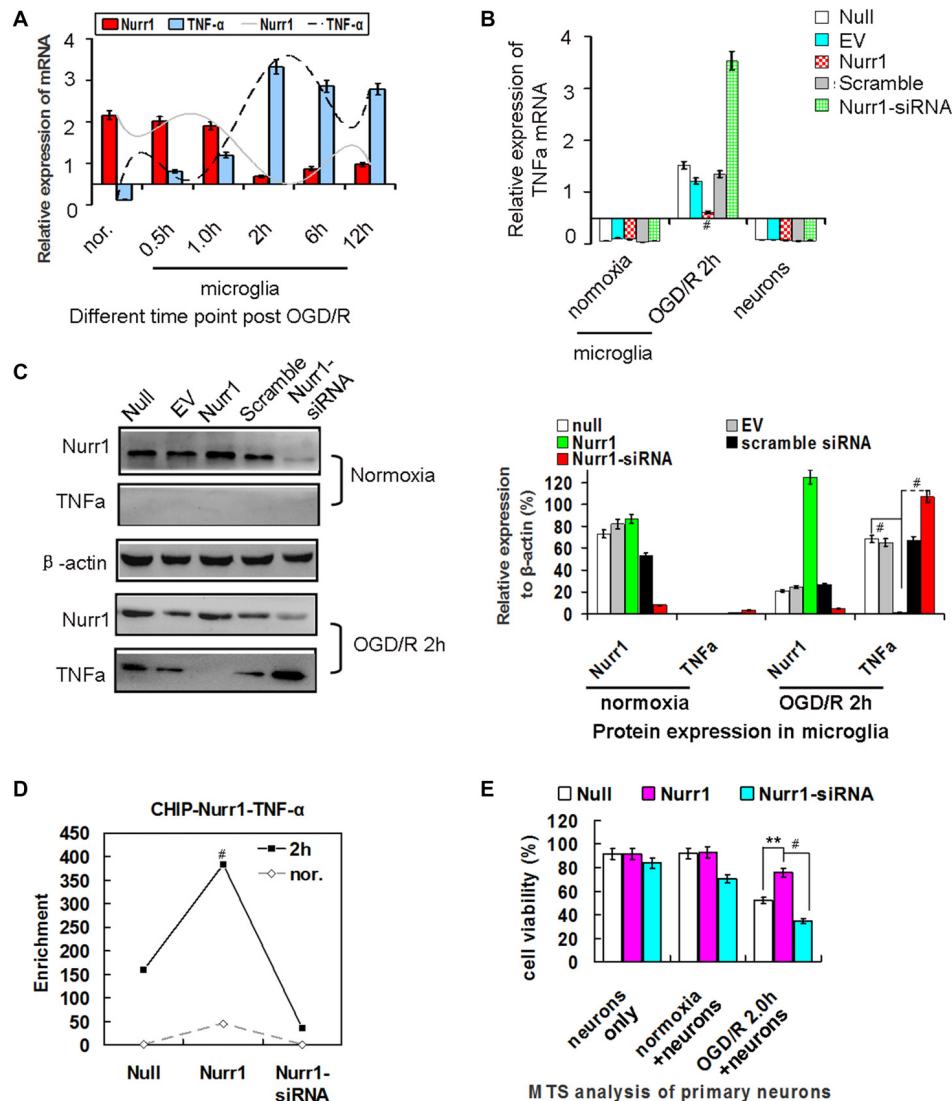 A
Nurr1 TNF-α Nurr1 TNF-α
Relative expression of mRNA
4
3
2
1
0
nor. 0.5h 1.0h 2h 6h 12h
microglia
Different time point post OGD/R
B
Relative expression of
TNFa mRNA
4
3
2
1
0
Null
EV
Nurr1
Scramble
Nurr1-siRNA
#
normoxia OGD/R 2h neurons
microglia
C
Null EV Nurr1 Scramble Nurr1-
siRNA
Nurr1
TNFa
Normoxia
β-actin
Nurr1
TNFa
OGD/R 2h
null EV
Nurr1 scramble siRNA
Nurr1-siRNA
Relative expression
to β-actin (%)
120
100
80
60
40
20
0
# #
Nurr1 TNFa Nurr1 TNFa
normoxia OGD/R 2h
Protein expression in microglia
D
CHIP-Nurr1-TNF-α
Enrichment
450
400
350
300
250
200
150
100
50
0
#
2h
nor.
Null Nurr1 Nurr1-
siRNA
E
Null Nurr1 Nurr1-siRNA
cell viability (%)
120
100
80
60
40
20
0
** #
neurons
only
normoxia
+neurons
OGD/R 2.0h
+neurons
MTS analysis of primary neurons